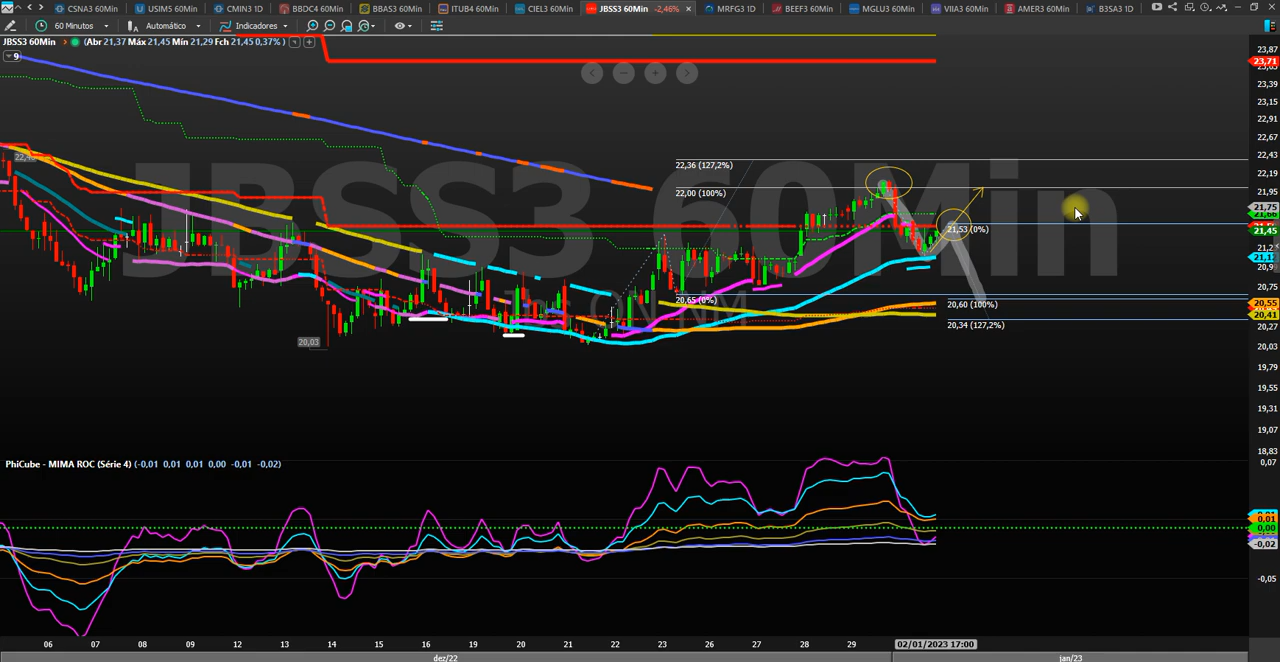 CSNA3 60Min
USIM5 60Min
CMIN3 1D
BBDC4 60Min
BBAS3 60Min
ITUB4 60Min
CIEL3 60Min
JBSS3 60Min -2,46% ×
MRFG3 1D
BEEF3 60Min
MGLU3 60Min
VIIA3 60Min
AMER3 60Min
B3SA3 1D
60 Minutos
Automático
Indicadores
JBSS3 60Min (Abr 21,37 Máx 21,45 Mín 21,29 Fch 21,45 0,37% )
9
JBSS3 60Min
22,36 (127,2%)
22,00 (100%)
21,53 (0%)
20,65 (0%)
20,60 (100%)
20,34 (127,2%)
20,03
23,87
23,71
23,39
23,15
22,91
22,67
22,43
22,19
21,95
21,75
21,66
21,45
20,75
20,55
20,41
20,27
20,03
19,79
19,55
19,31
19,07
18,83
PhiCube - MIMA ROC (Série 4) (-0,01 0,01 0,01 0,00 -0,01 -0,02)
0,07
0,01
0,00
-0,02
-0,05
06 07 08 09 12 13 14 15 16 19 20 21 22 23 26 27 28 29 02/01/2023 17:00
dez/22 jan/23